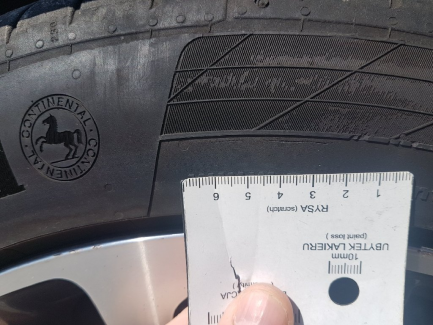 · CONTINENTAL · CONTINENTAL
6 5 4 3 2 1
RYSA (scratch)
UBYTEK LAKIERU
(paint loss)
10mm